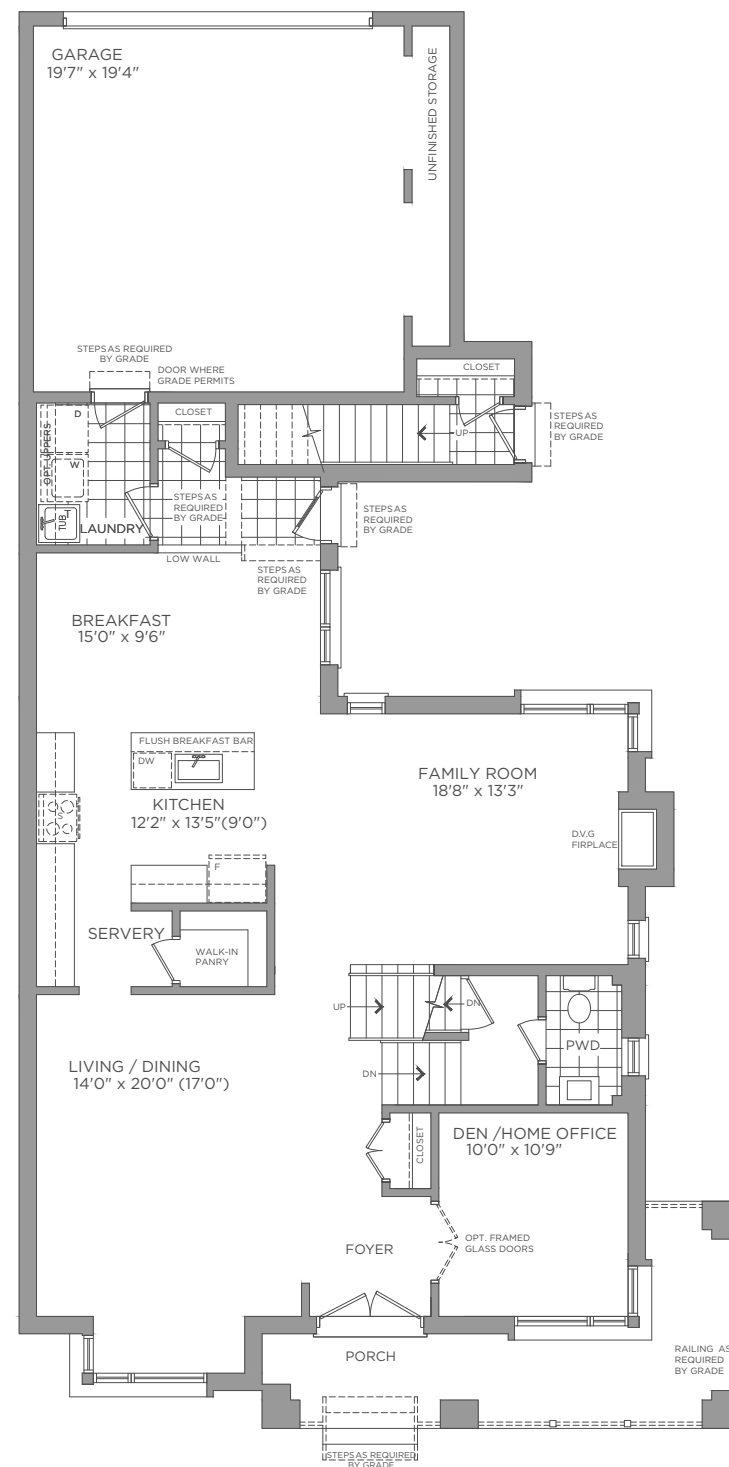 GARAGE
19'7" x 19'4"
UNFINISHED STORAGE
STEPS AS REQUIRED
BY GRADE
DOOR WHERE
GRADE PERMITS
CLOSET
CLOSET
UP
STEPS AS
REQUIRED
BY GRADE
D
OPT. UPPERS
W
TUB
LAUNDRY
STEPS AS
REQUIRED
BY GRADE
STEPS AS
REQUIRED
BY GRADE
LOW WALL
STEPS AS
REQUIRED
BY GRADE
BREAKFAST
15'0" x 9'6"
FLUSH BREAKFAST BAR
DW
KITCHEN
12'2" x 13'5"(9'0")
S
FAMILY ROOM
18'8" x 13'3"
D.V.G
FIREPLACE
F
SERVERY
WALK-IN
PANRY
UP
DN
DN
PWD
LIVING / DINING
14'0" x 20'0" (17'0")
CLOSET
DEN /HOME OFFICE
10'0" x 10'9"
FOYER
OPT. FRAMED
GLASS DOORS
PORCH
RAILING AS
REQUIRED
BY GRADE
STEPS AS REQUIRED
BY GRADE